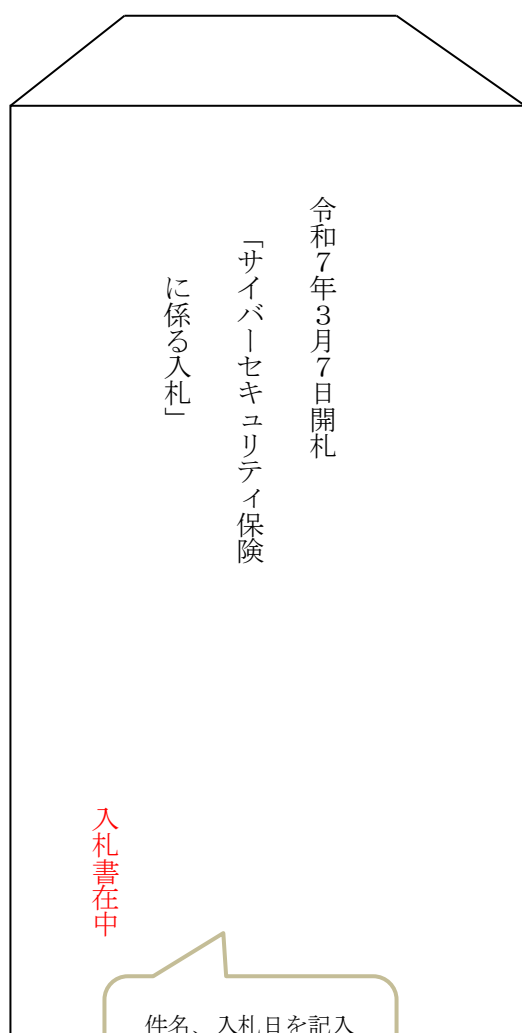 令和７年３月７日開札
「サイバーセキュリティ保険
に係る入札」
入札書在中
件名、入札日を記入